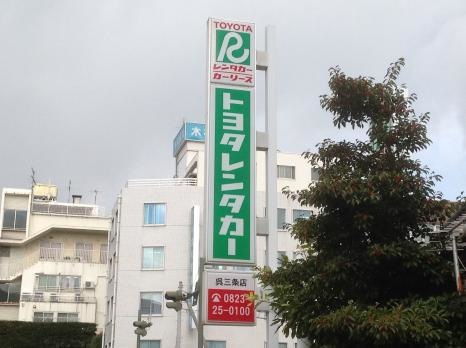 TOYOTA
R
レンタカー
カーリース
トヨタレンタカー
呉三条店
☎0823
25-0100
木